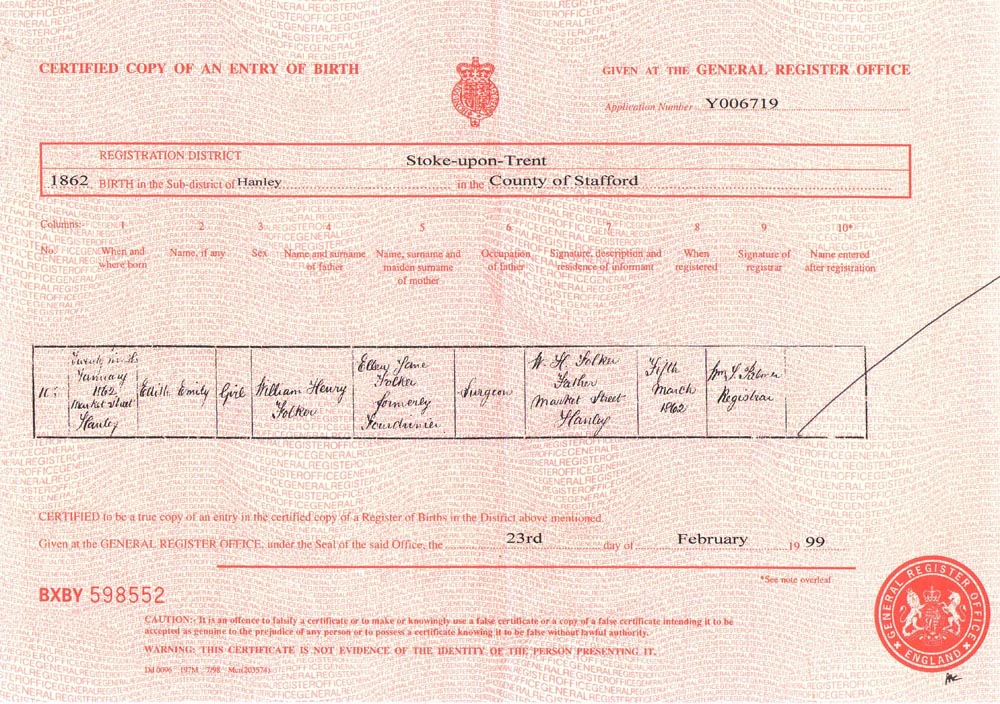 CERTIFIED COPY OF AN ENTRY OF BIRTH
GIVEN AT THE GENERAL REGISTER OFFICE
Application Number Y006719
REGISTRATION DISTRICT Stoke-upon-Trent
1862 BIRTH in the Sub-district of Hanley in the County of Stafford
Columns:- 1 2 3 4 5 6 7 8 9 10*
No. When and where born Name, if any Sex Name and surname of father Name, surname and maiden surname of mother Occupation of father Signature, description and residence of informant When registered Signature of registrar Name entered after registration
January
1862
Market Street
Hanley
Edith Emily
Girl
William Henry
Folker
Ellen Jane
Folker
formerly
Fourdrinier
Surgeon
W. H. Folker
Father
Market Street
Hanley
Fifth
March
1862
Registrar
CERTIFIED to be a true copy of an entry in the certified copy of a Register of Births in the District above mentioned.
Given at the GENERAL REGISTER OFFICE, under the Seal of the said Office, the 23rd day of February 19 99
*See note overleaf
BXBY 598552
CAUTION:- It is an offence to falsify a certificate or to make or knowingly use a false certificate or a copy of a false certificate intending it to be
accepted as genuine to the prejudice of any person or to possess a certificate knowing it to be false without lawful authority.
WARNING: THIS CERTIFICATE IS NOT EVIDENCE OF THE IDENTITY OF THE PERSON PRESENTING IT.
GENERAL REGISTER OFFICE
ENGLAND